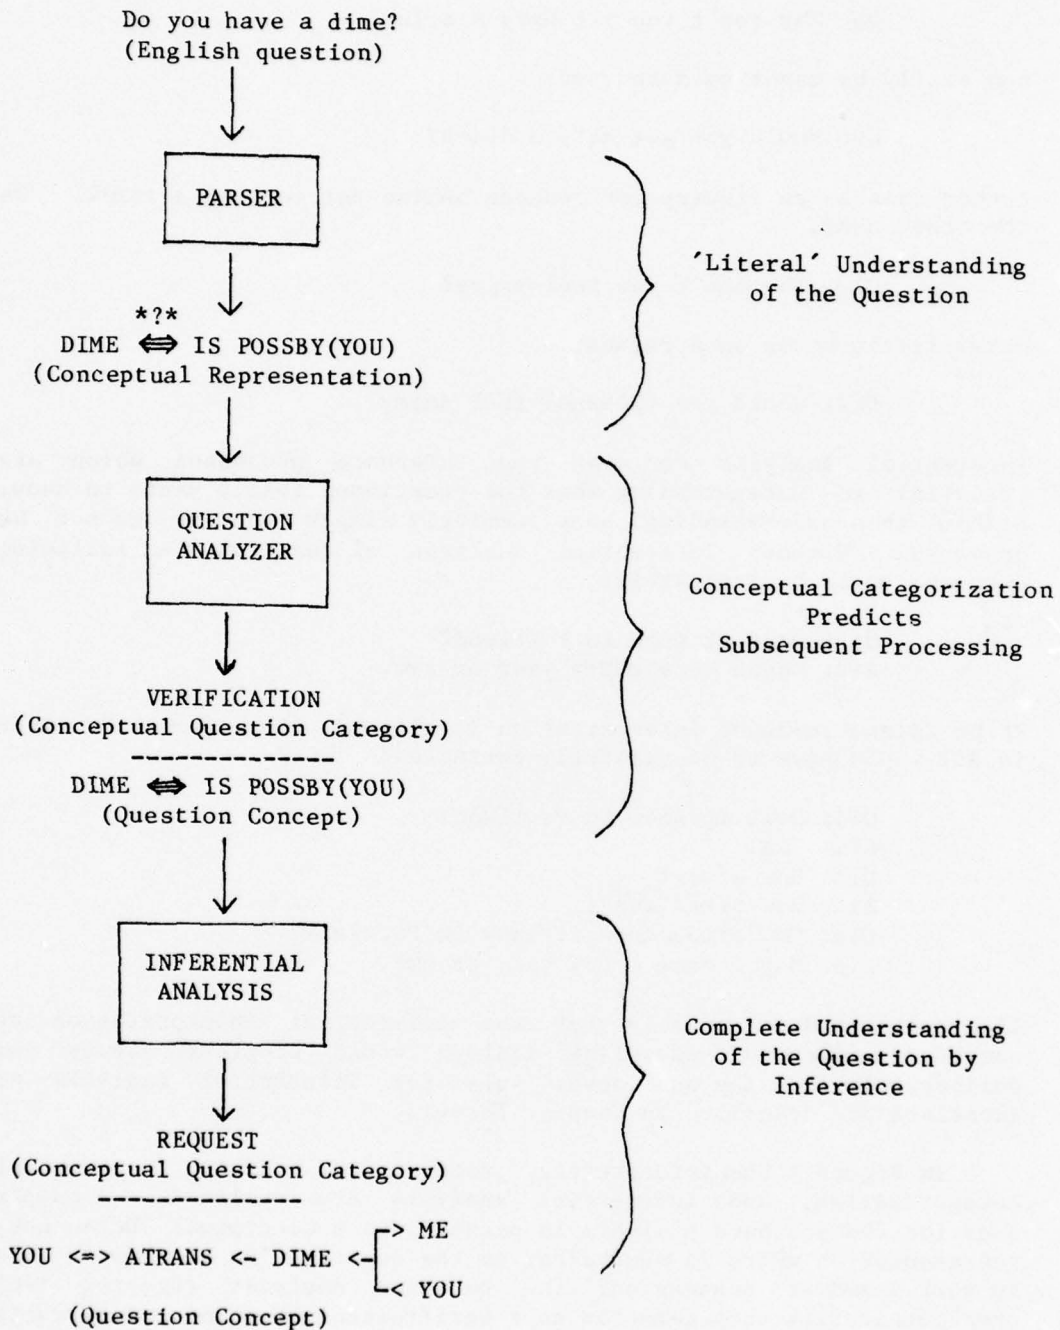 Do you have a dime?
(English question)
PARSER
'Literal' Understanding
of the Question
*?*
DIME <=> IS POSSBY(YOU)
(Conceptual Representation)
QUESTION
ANALYZER
Conceptual Categorization
Predicts
Subsequent Processing
VERIFICATION
(Conceptual Question Category)
DIME <=> IS POSSBY(YOU)
(Question Concept)
INFERENTIAL
ANALYSIS
Complete Understanding
of the Question by
Inference
REQUEST
(Conceptual Question Category)
-> ME
YOU <=> ATRANS <- DIME <-
-< YOU
(Question Concept)